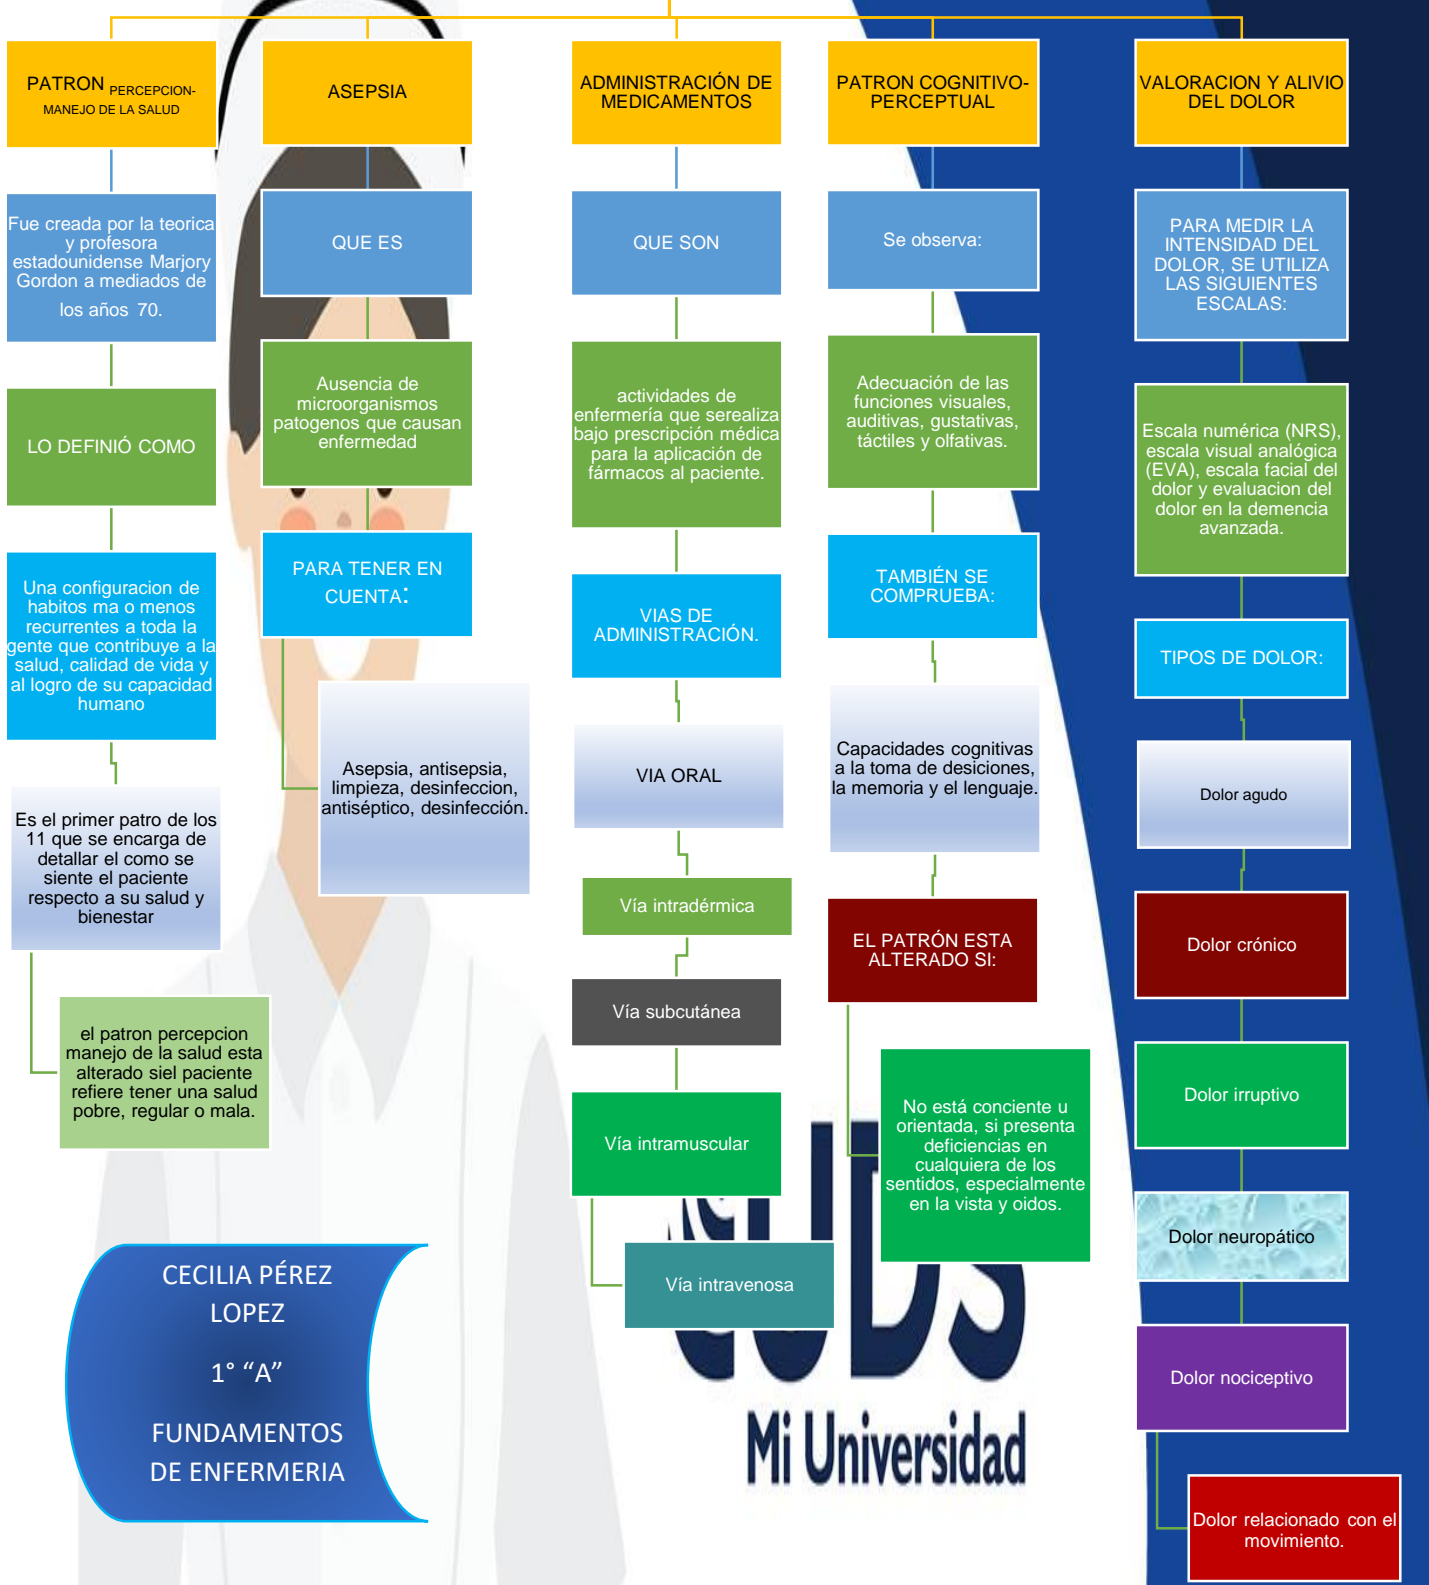 PATRON PERCEPCION-
MANEJO DE LA SALUD
Fue creada por la teorica
y profesora
estadounidense Marjory
Gordon a mediados de
los años 70.
LO DEFINIÓ COMO
Una configuracion de
habitos ma o menos
recurrentes a toda la
gente que contribuye a la
salud, calidad de vida y
al logro de su capacidad
humano
Es el primer patro de los
11 que se encarga de
detallar el como se
siente el paciente
respecto a su salud y
bienestar
el patron percepcion
manejo de la salud esta
alterado siel paciente
refiere tener una salud
pobre, regular o mala.
ASEPSIA
QUE ES
Ausencia de
microorganismos
patogenos que causan
enfermedad
PARA TENER EN
CUENTA:
Asepsia, antisepsia,
limpieza, desinfeccion,
antiséptico, desinfección.
ADMINISTRACIÓN DE
MEDICAMENTOS
QUE SON
actividades de
enfermería que serealiza
bajo prescripción médica
para la aplicación de
fármacos al paciente.
VIAS DE
ADMINISTRACIÓN.
VIA ORAL
Vía intradérmica
Vía subcutánea
Vía intramuscular
Vía intravenosa
PATRON COGNITIVO-
PERCEPTUAL
Se observa:
Adecuación de las
funciones visuales,
auditivas, gustativas,
táctiles y olfativas.
TAMBIÉN SE
COMPRUEBA:
Capacidades cognitivas
a la toma de desiciones,
la memoria y el lenguaje.
EL PATRÓN ESTA
ALTERADO SI:
No está conciente u
orientada, si presenta
deficiencias en
cualquiera de los
sentidos, especialmente
en la vista y oidos.
VALORACION Y ALIVIO
DEL DOLOR
PARA MEDIR LA
INTENSIDAD DEL
DOLOR, SE UTILIZA
LAS SIGUIENTES
ESCALAS:
Escala numérica (NRS),
escala visual analógica
(EVA), escala facial del
dolor y evaluacion del
dolor en la demencia
avanzada.
TIPOS DE DOLOR:
Dolor agudo
Dolor crónico
Dolor irruptivo
Dolor neuropático
Dolor nociceptivo
Dolor relacionado con el
movimiento.
CECILIA PÉREZ
LOPEZ
1° “A”
FUNDAMENTOS
DE ENFERMERIA
Mi Universidad